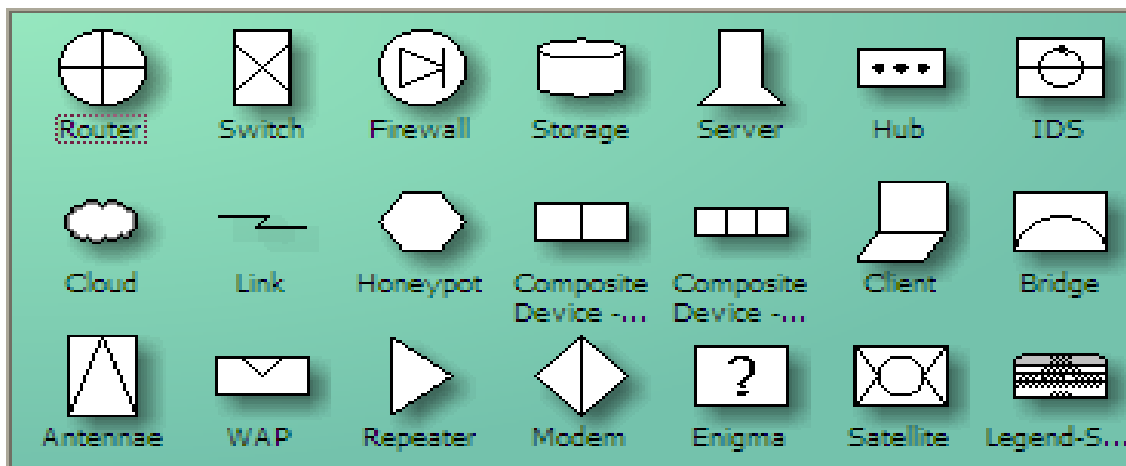 Router Switch Firewall Storage Server Hub IDS
Cloud Link Honeypot Composite Device -... Composite Device -... Client Bridge
?
Antennae WAP Repeater Modem Enigma Satellite Legend-S...